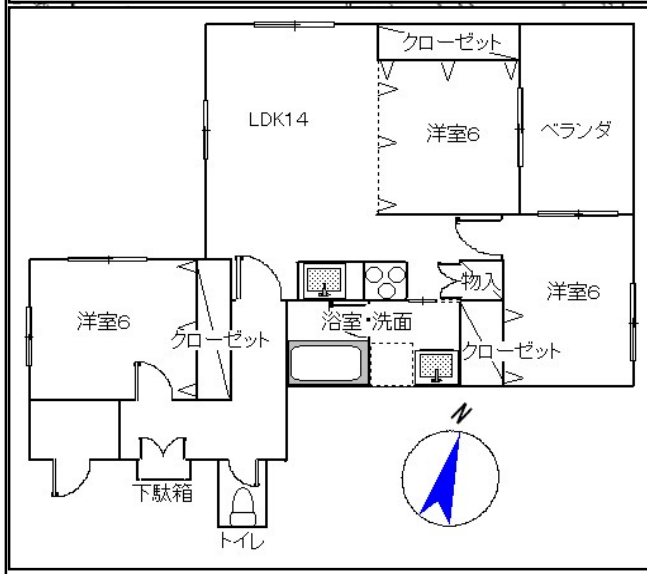 クローゼット
LDK14
洋室6
ベランダ
物入
洋室6
洋室6
クローゼット
浴室・洗面
クローゼット
下駄箱
トイレ
N